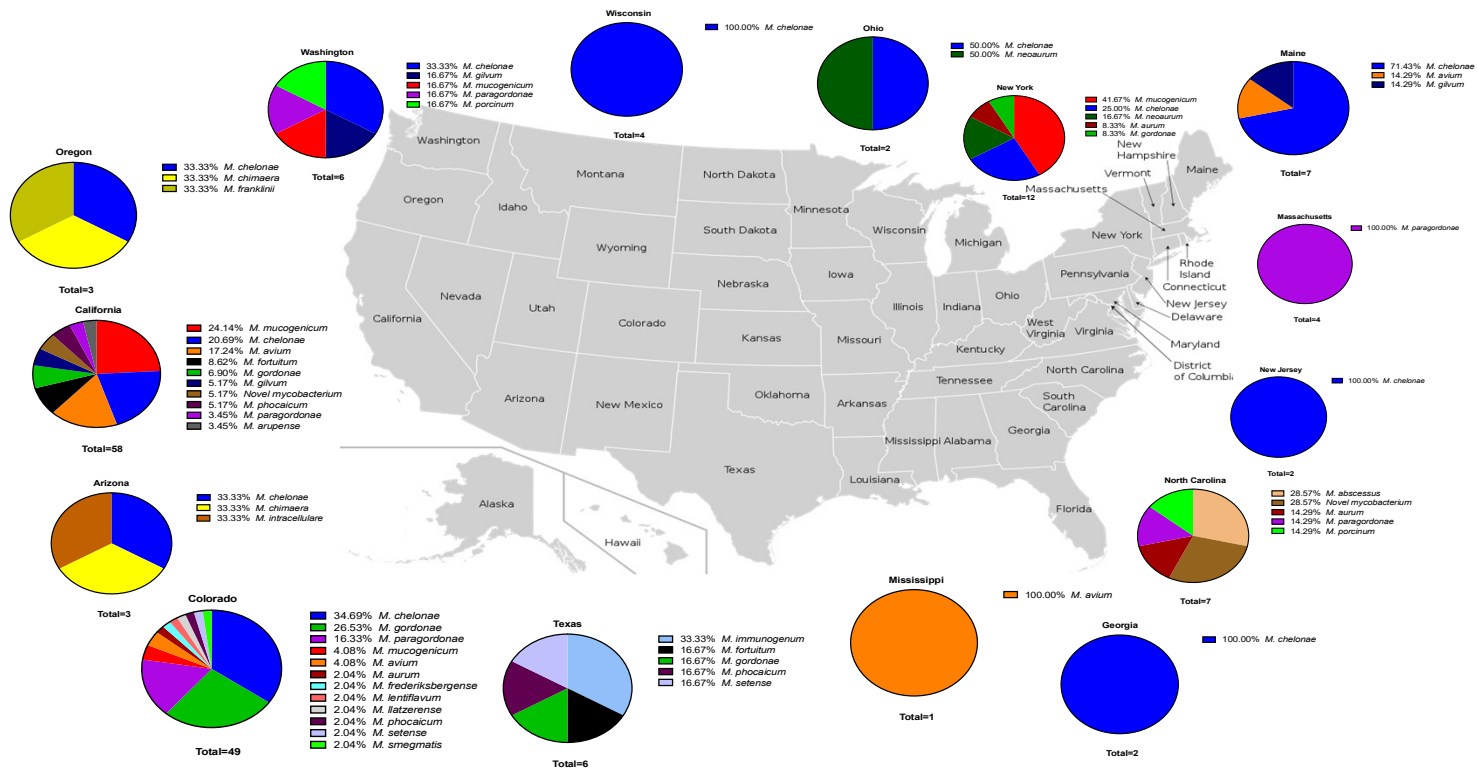 Wisconsin
100.00% M. chelonae
Total=4
Ohio
50.00% M. chelonae
50.00% M. neoaurum
Total=2
Washington
33.33% M. chelonae
16.67% M. gilvum
16.67% M. mucogenicum
16.67% M. paragordonae
16.67% M. porcinum
Total=6
New York
41.67% M. mucogenicum
25.00% M. chelonae
16.67% M. neoaurum
8.33% M. aurum
8.33% M. gordonae
Total=12
Maine
71.43% M. chelonae
14.29% M. avium
14.29% M. gilvum
Total=7
Oregon
33.33% M. chelonae
33.33% M. chimaera
33.33% M. franklinii
Total=3
Massachusetts
100.00% M. paragordonae
Total=4
California
24.14% M. mucogenicum
20.69% M. chelonae
17.24% M. avium
8.62% M. fortuitum
6.90% M. gordonae
5.17% M. gilvum
5.17% Novel mycobacterium
5.17% M. phocaicum
3.45% M. paragordonae
3.45% M. arupense
Total=58
New Jersey
100.00% M. chelonae
Total=2
Arizona
33.33% M. chelonae
33.33% M. chimaera
33.33% M. intracellulare
Total=3
North Carolina
28.57% M. abscessus
28.57% Novel mycobacterium
14.29% M. aurum
14.29% M. paragordonae
14.29% M. porcinum
Total=7
Colorado
34.69% M. chelonae
26.53% M. gordonae
16.33% M. paragordonae
4.08% M. mucogenicum
4.08% M. avium
2.04% M. aurum
2.04% M. frederiksbergense
2.04% M. lentiflavum
2.04% M. llatzerense
2.04% M. phocaicum
2.04% M. setense
2.04% M. smegmatis
Total=49
Texas
33.33% M. immunogenum
16.67% M. fortuitum
16.67% M. gordonae
16.67% M. phocaicum
16.67% M. setense
Total=6
Mississippi
100.00% M. avium
Total=1
Georgia
100.00% M. chelonae
Total=2
Washington
Oregon
California
Nevada
Idaho
Montana
Wyoming
Utah
Colorado
Arizona
New Mexico
North Dakota
South Dakota
Nebraska
Kansas
Oklahoma
Texas
Minnesota
Iowa
Missouri
Arkansas
Louisiana
Wisconsin
Illinois
Michigan
Indiana
Ohio
Kentucky
Tennessee
Mississippi
Alabama
Georgia
Florida
South
Carolina
North Carolina
Virginia
West
Virginia
Pennsylvania
New York
Vermont
New
Hampshire
Maine
Massachusetts
Rhode
Island
Connecticut
New Jersey
Delaware
Maryland
District
of Columbi
Alaska
Hawaii